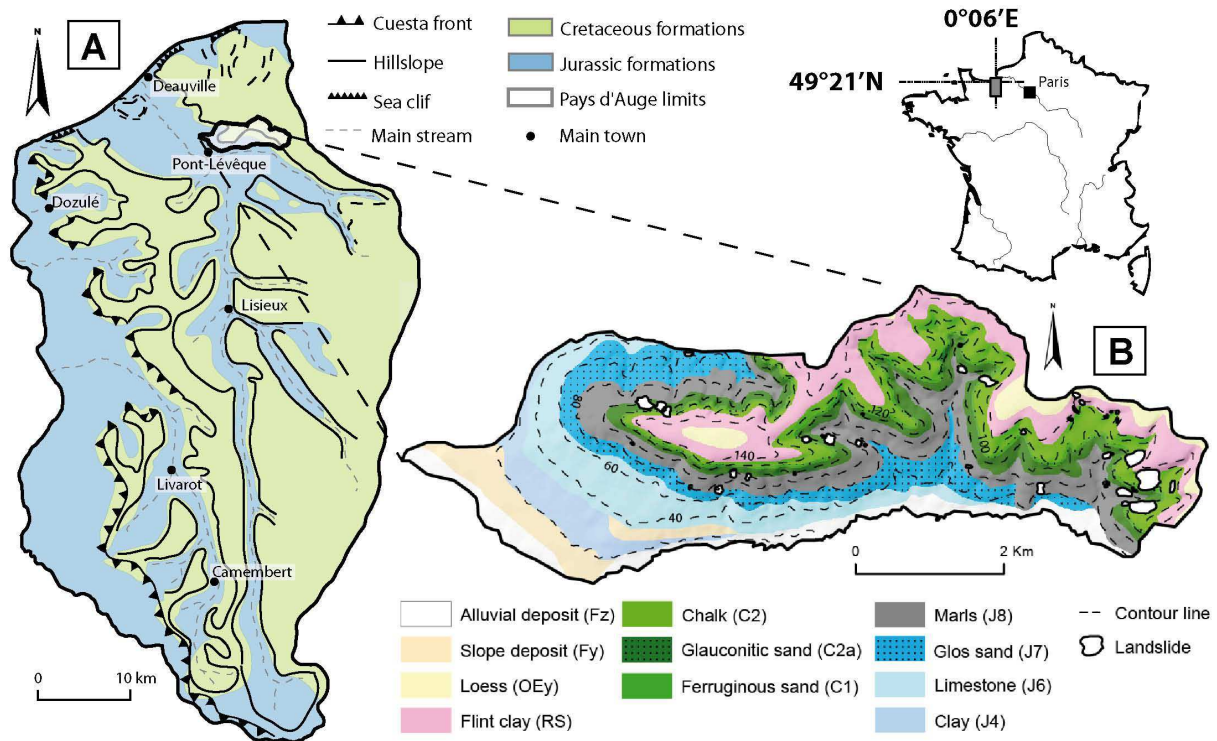 A
N
Cuesta front
Hillslope
Sea clif
Main stream
Cretaceous formations
Jurassic formations
Pays d'Auge limits
Main town
0°06’E
49°21’N
Paris
Deauville
Pont-Lévêque
Dozulé
Lisieux
Livarot
Camembert
0 10 km
N
B
80
60
40
140
120
100
0 2 Km
Alluvial deposit (Fz)
Slope deposit (Fy)
Loess (OEy)
Flint clay (RS)
Chalk (C2)
Glauconitic sand (C2a)
Ferruginous sand (C1)
Marls (J8)
Glos sand (J7)
Limestone (J6)
Clay (J4)
Contour line
Landslide